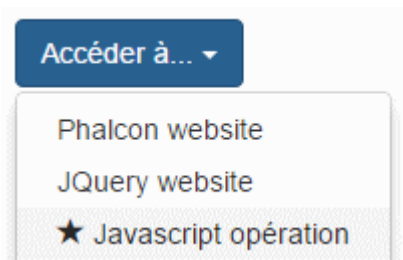 Accéder à...
Phalcon website
JQuery website
★ Javascript opération